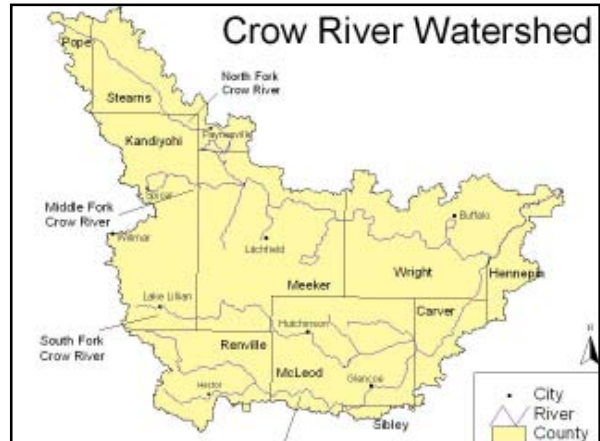 Crow River Watershed
Pope
North Fork
Crow River
Stearns
Paynesville
Kandiyohi
Spicer
Middle Fork
Crow River
Buffalo
Willmar
Litchfield
Wright
Hennepin
Meeker
Lake Lillian
Carver
Hutchinson
South Fork
Crow River
Renville
McLeod
Glencoe
Hector
Sibley
N
City
River
County